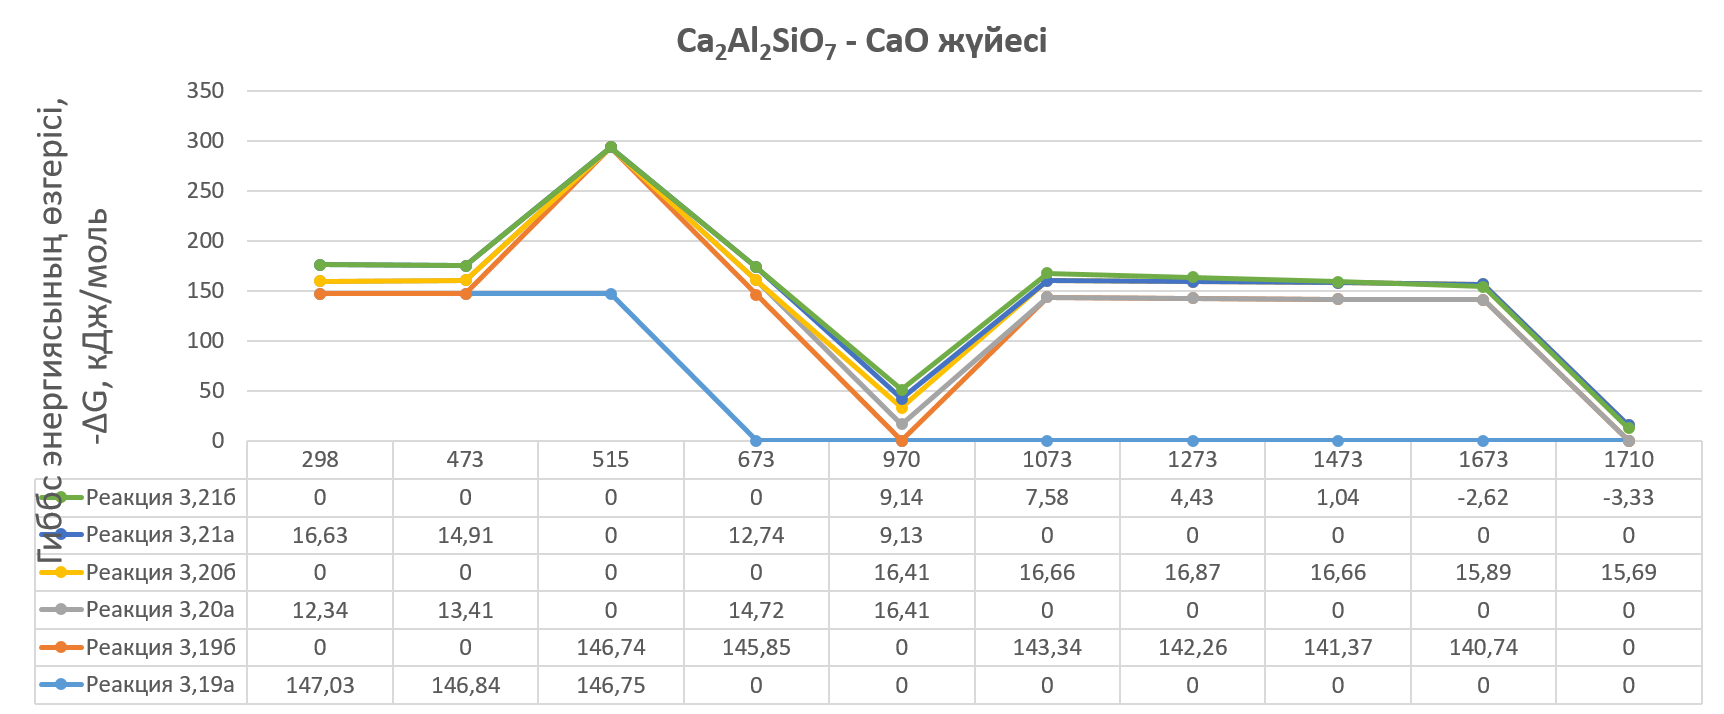 Ca₂Al₂SiO₇ - CaO жүйесі
Гиббс энергиясының өзгерісі,
-ΔG, кДж/моль
350
300
250
200
150
100
50
0
298 473 515 673 970 1073 1273 1473 1673 1710
Реакция 3,21б 0 0 0 0 9,14 7,58 4,43 1,04 -2,62 -3,33
Реакция 3,21а 16,63 14,91 0 12,74 9,13 0 0 0 0 0
Реакция 3,20б 0 0 0 0 16,41 16,66 16,87 16,66 15,89 15,69
Реакция 3,20а 12,34 13,41 0 14,72 16,41 0 0 0 0 0
Реакция 3,19б 0 0 146,74 145,85 0 143,34 142,26 141,37 140,74 0
Реакция 3,19а 147,03 146,84 146,75 0 0 0 0 0 0 0